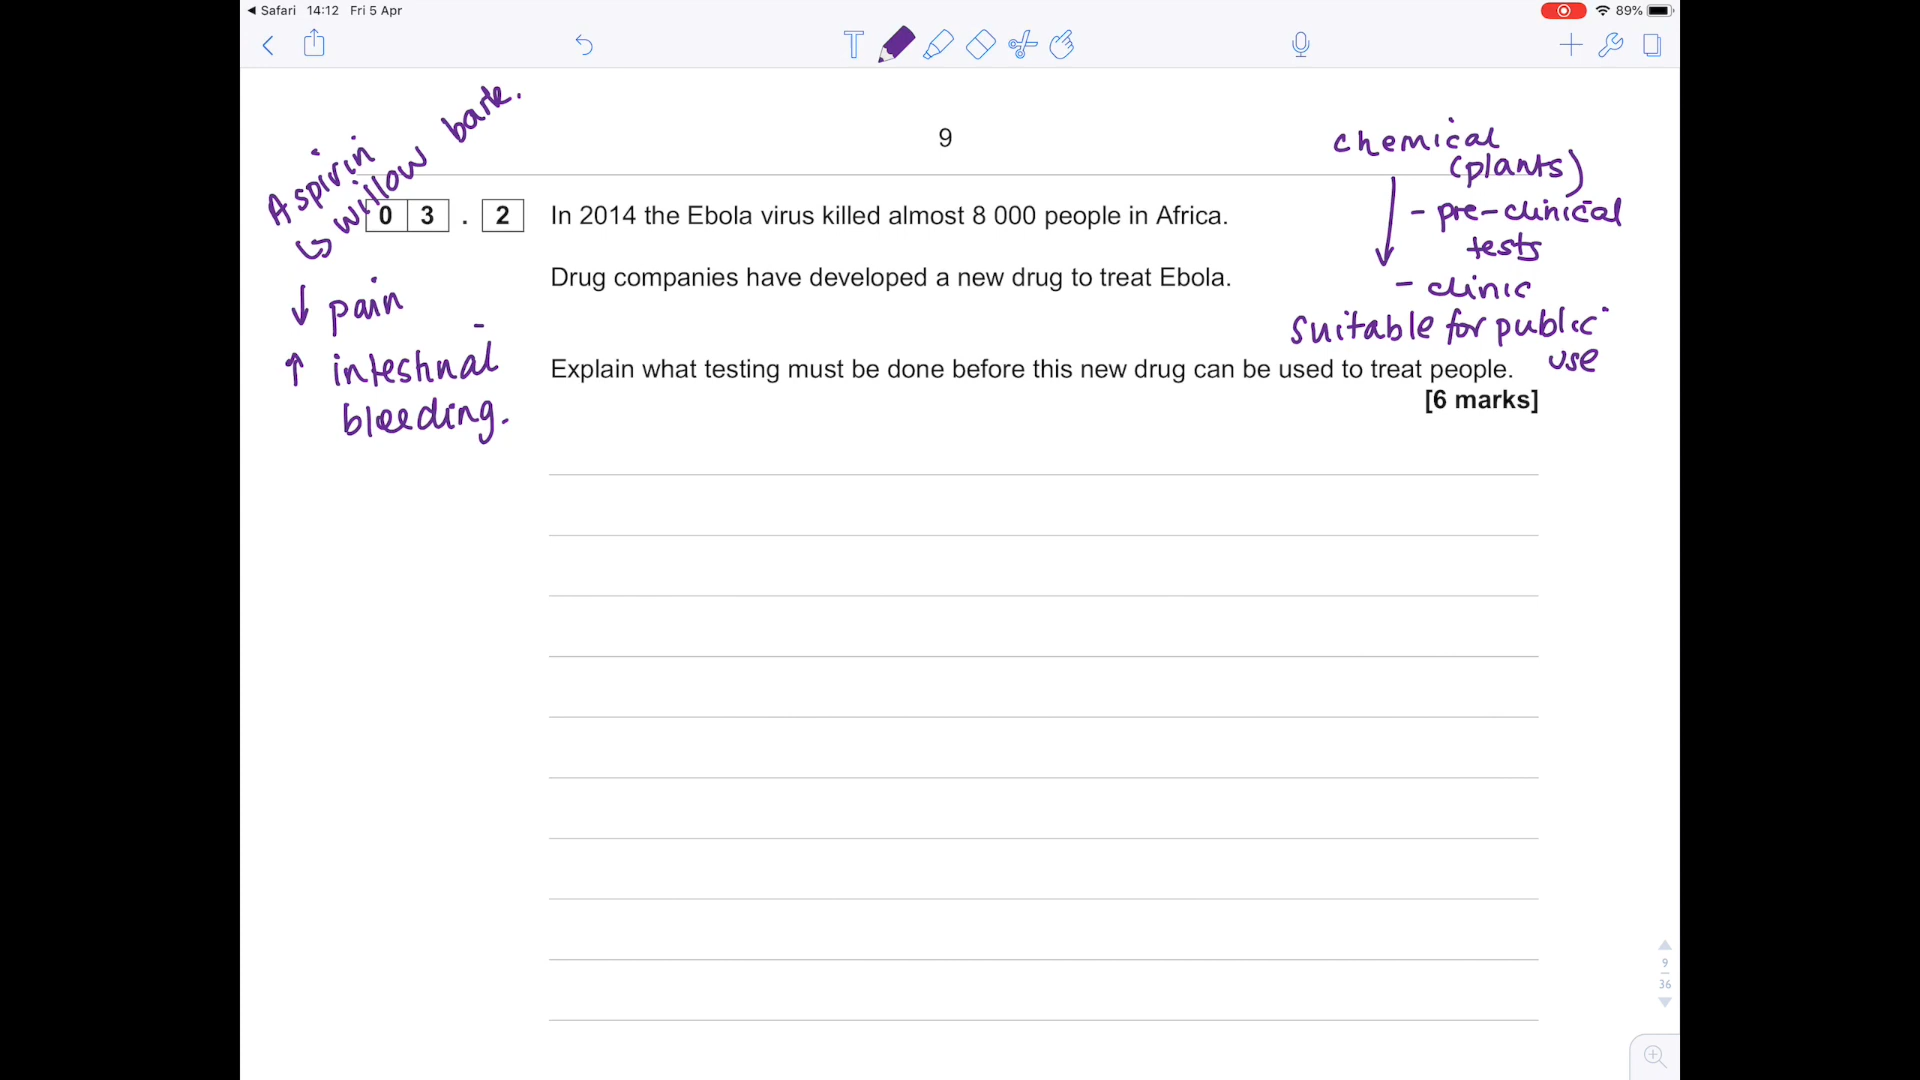 Safari 14:12 Fri 5 Apr
89%
9
Aspirin
↳ willow bark.
↓ pain
↑ intestinal
bleeding.
chemical
(plants)
- pre-clinical
tests
- clinic
suitable for public
use
03.2 In 2014 the Ebola virus killed almost 8 000 people in Africa.
Drug companies have developed a new drug to treat Ebola.
Explain what testing must be done before this new drug can be used to treat people.
[6 marks]
9
36